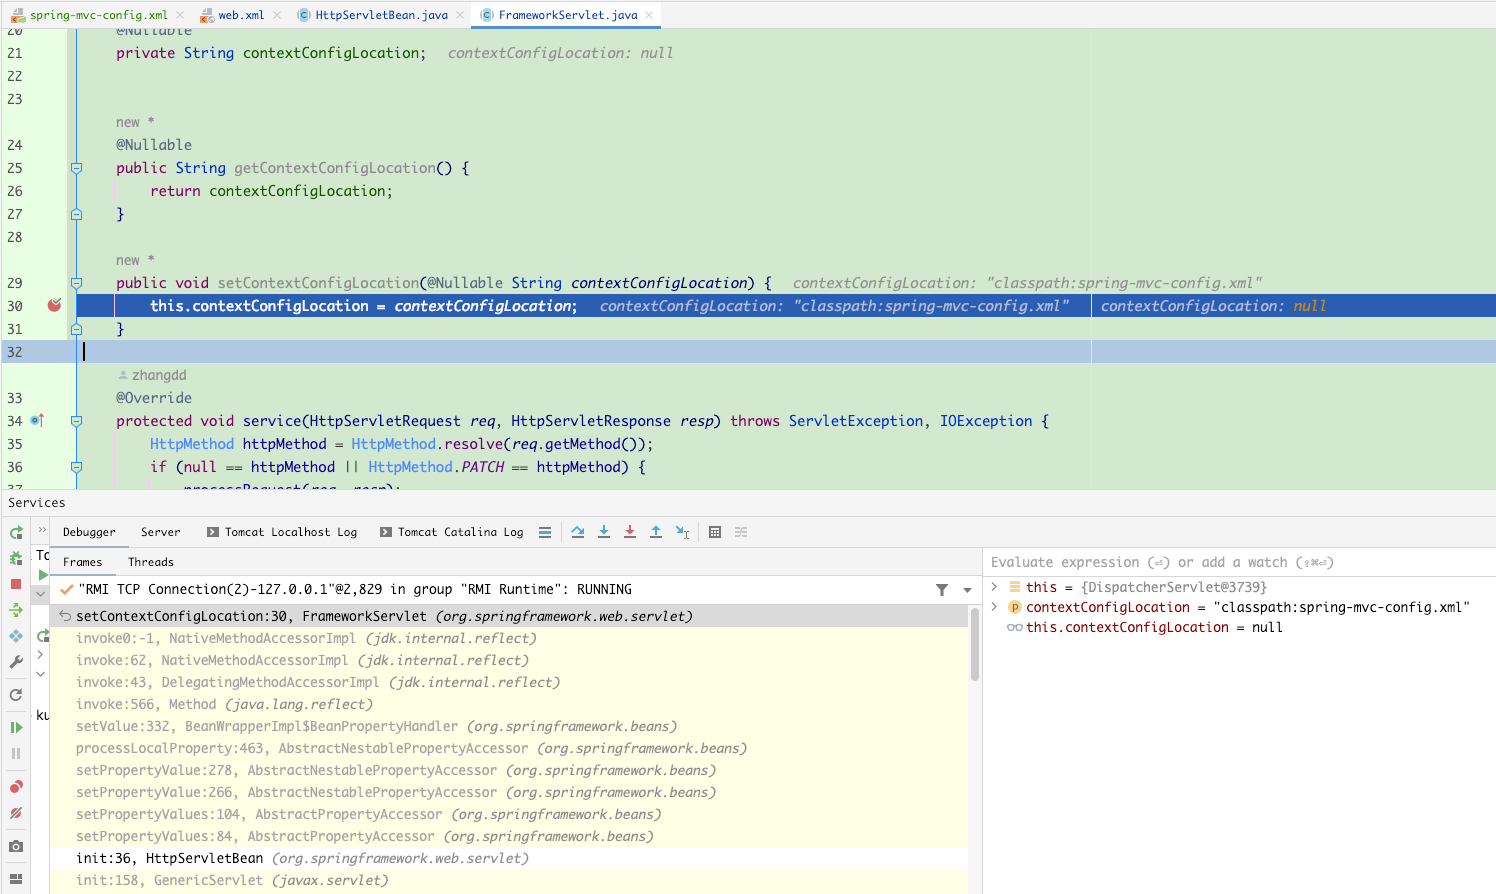 spring-mvc-config.xml web.xml HttpServletBean.java FrameworkServlet.java
20 @Nullable
21 private String contextConfigLocation; contextConfigLocation: null
22
23
new *
24 @Nullable
25 public String getContextConfigLocation() {
26 return contextConfigLocation;
27 }
28
new *
29 public void setContextConfigLocation(@Nullable String contextConfigLocation) { contextConfigLocation: "classpath:spring-mvc-config.xml"
30 this.contextConfigLocation = contextConfigLocation; contextConfigLocation: "classpath:spring-mvc-config.xml" contextConfigLocation: null
31 }
32
zhangdd
33 @Override
34 protected void service(HttpServletRequest req, HttpServletResponse resp) throws ServletException, IOException {
35 HttpMethod httpMethod = HttpMethod.resolve(req.getMethod());
36 if (null == httpMethod || HttpMethod.PATCH == httpMethod) {
37 processRequest(req, resp);
Services
Debugger Server Tomcat Localhost Log Tomcat Catalina Log
To
ku
Frames Threads
"RMI TCP Connection(2)-127.0.0.1"@2,829 in group "RMI Runtime": RUNNING
setContextConfigLocation:30, FrameworkServlet (org.springframework.web.servlet)
invoke0:-1, NativeMethodAccessorImpl (jdk.internal.reflect)
invoke:62, NativeMethodAccessorImpl (jdk.internal.reflect)
invoke:43, DelegatingMethodAccessorImpl (jdk.internal.reflect)
invoke:566, Method (java.lang.reflect)
setValue:332, BeanWrapperImpl$BeanPropertyHandler (org.springframework.beans)
processLocalProperty:463, AbstractNestablePropertyAccessor (org.springframework.beans)
setPropertyValue:278, AbstractNestablePropertyAccessor (org.springframework.beans)
setPropertyValue:266, AbstractNestablePropertyAccessor (org.springframework.beans)
setPropertyValues:104, AbstractPropertyAccessor (org.springframework.beans)
setPropertyValues:84, AbstractPropertyAccessor (org.springframework.beans)
init:36, HttpServletBean (org.springframework.web.servlet)
init:158, GenericServlet (javax.servlet)
Evaluate expression (⏎) or add a watch (⇧⌘⏎)
this = {DispatcherServlet@3739}
contextConfigLocation = "classpath:spring-mvc-config.xml"
this.contextConfigLocation = null